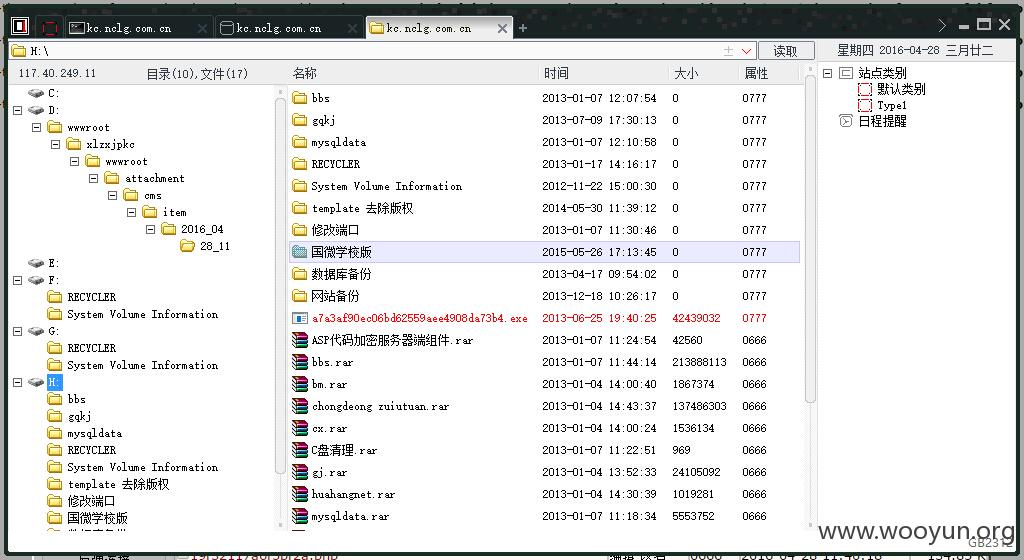 kc.nclg.com.cn
kc.nclg.com.cn
kc.nclg.com.cn
H:\
读取
星期四 2016-04-28 三月廿二
117.40.249.11
目录(10),文件(17)
名称 时间 大小 属性
C:
D:
wwwroot
xlzxjpkc
wwwroot
attachment
cms
item
2016_04
28_11
E:
F:
RECYCLER
System Volume Information
G:
RECYCLER
System Volume Information
H:
bbs
gqkj
mysqldata
RECYCLER
System Volume Information
template 去除版权
修改端口
国微学校版
bbs 2013-01-07 12:07:54 0 0777
gqkj 2013-07-09 17:30:13 0 0777
mysqldata 2013-01-07 12:10:58 0 0777
RECYCLER 2013-01-17 14:16:17 0 0777
System Volume Information 2012-11-22 15:00:30 0 0777
template 去除版权 2014-05-30 11:39:12 0 0777
修改端口 2013-01-07 11:30:46 0 0777
国微学校版 2015-05-26 17:13:45 0 0777
数据库备份 2013-04-17 09:54:02 0 0777
网站备份 2013-12-18 10:26:17 0 0777
a7a3af90ec06bd62559aee4908da73b4.exe 2013-06-25 19:40:25 42439032 0777
ASP代码加密服务器端组件.rar 2013-01-07 11:24:54 42560 0666
bbs.rar 2013-01-07 11:44:14 213888113 0666
bm.rar 2013-01-04 14:00:40 1867374 0666
chongdeong zuiutuan.rar 2013-01-04 14:43:37 137486303 0666
cx.rar 2013-01-04 14:00:24 1536134 0666
C盘清理.rar 2013-01-07 11:22:51 969 0666
gj.rar 2013-01-04 13:52:33 24105092 0666
huahangnet.rar 2013-01-04 14:30:39 1019281 0666
mysqldata.rar 2013-01-07 11:18:34 5553752 0666
站点类别
默认类别
Type1
日程提醒
www.wooyun.org
GB2312